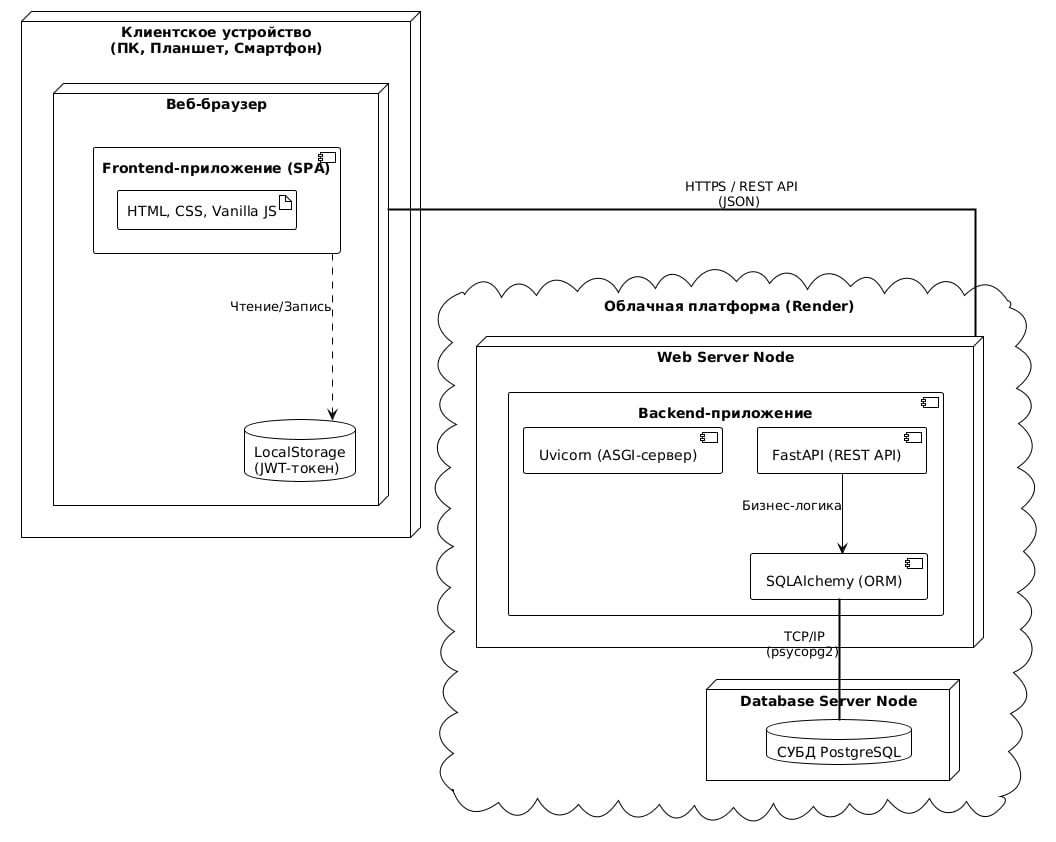 Клиентское устройство
(ПК, Планшет, Смартфон)
Веб-браузер
Frontend-приложение (SPA)
HTML, CSS, Vanilla JS
Чтение/Запись
LocalStorage
(JWT-токен)
HTTPS / REST API
(JSON)
Облачная платформа (Render)
Web Server Node
Backend-приложение
Uvicorn (ASGI-сервер)
FastAPI (REST API)
Бизнес-логика
SQLAlchemy (ORM)
TCP/IP
(psycopg2)
Database Server Node
СУБД PostgreSQL